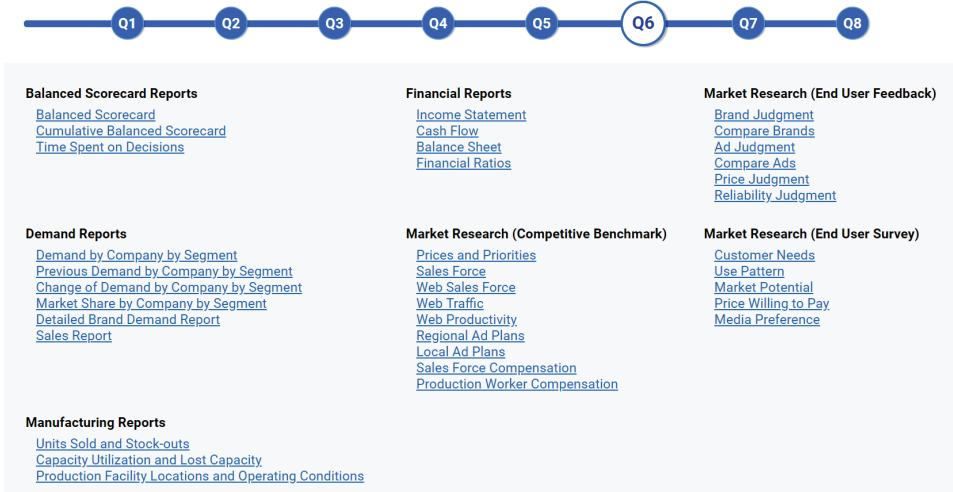 Q1 Q2 Q3 Q4 Q5 Q6 Q7 Q8
Balanced Scorecard Reports
Balanced Scorecard
Cumulative Balanced Scorecard
Time Spent on Decisions
Financial Reports
Income Statement
Cash Flow
Balance Sheet
Financial Ratios
Market Research (End User Feedback)
Brand Judgment
Compare Brands
Ad Judgment
Compare Ads
Price Judgment
Reliability Judgment
Demand Reports
Demand by Company by Segment
Previous Demand by Company by Segment
Change of Demand by Company by Segment
Market Share by Company by Segment
Detailed Brand Demand Report
Sales Report
Market Research (Competitive Benchmark)
Prices and Priorities
Sales Force
Web Sales Force
Web Traffic
Web Productivity
Regional Ad Plans
Local Ad Plans
Sales Force Compensation
Production Worker Compensation
Market Research (End User Survey)
Customer Needs
Use Pattern
Market Potential
Price Willing to Pay
Media Preference
Manufacturing Reports
Units Sold and Stock-outs
Capacity Utilization and Lost Capacity
Production Facility Locations and Operating Conditions